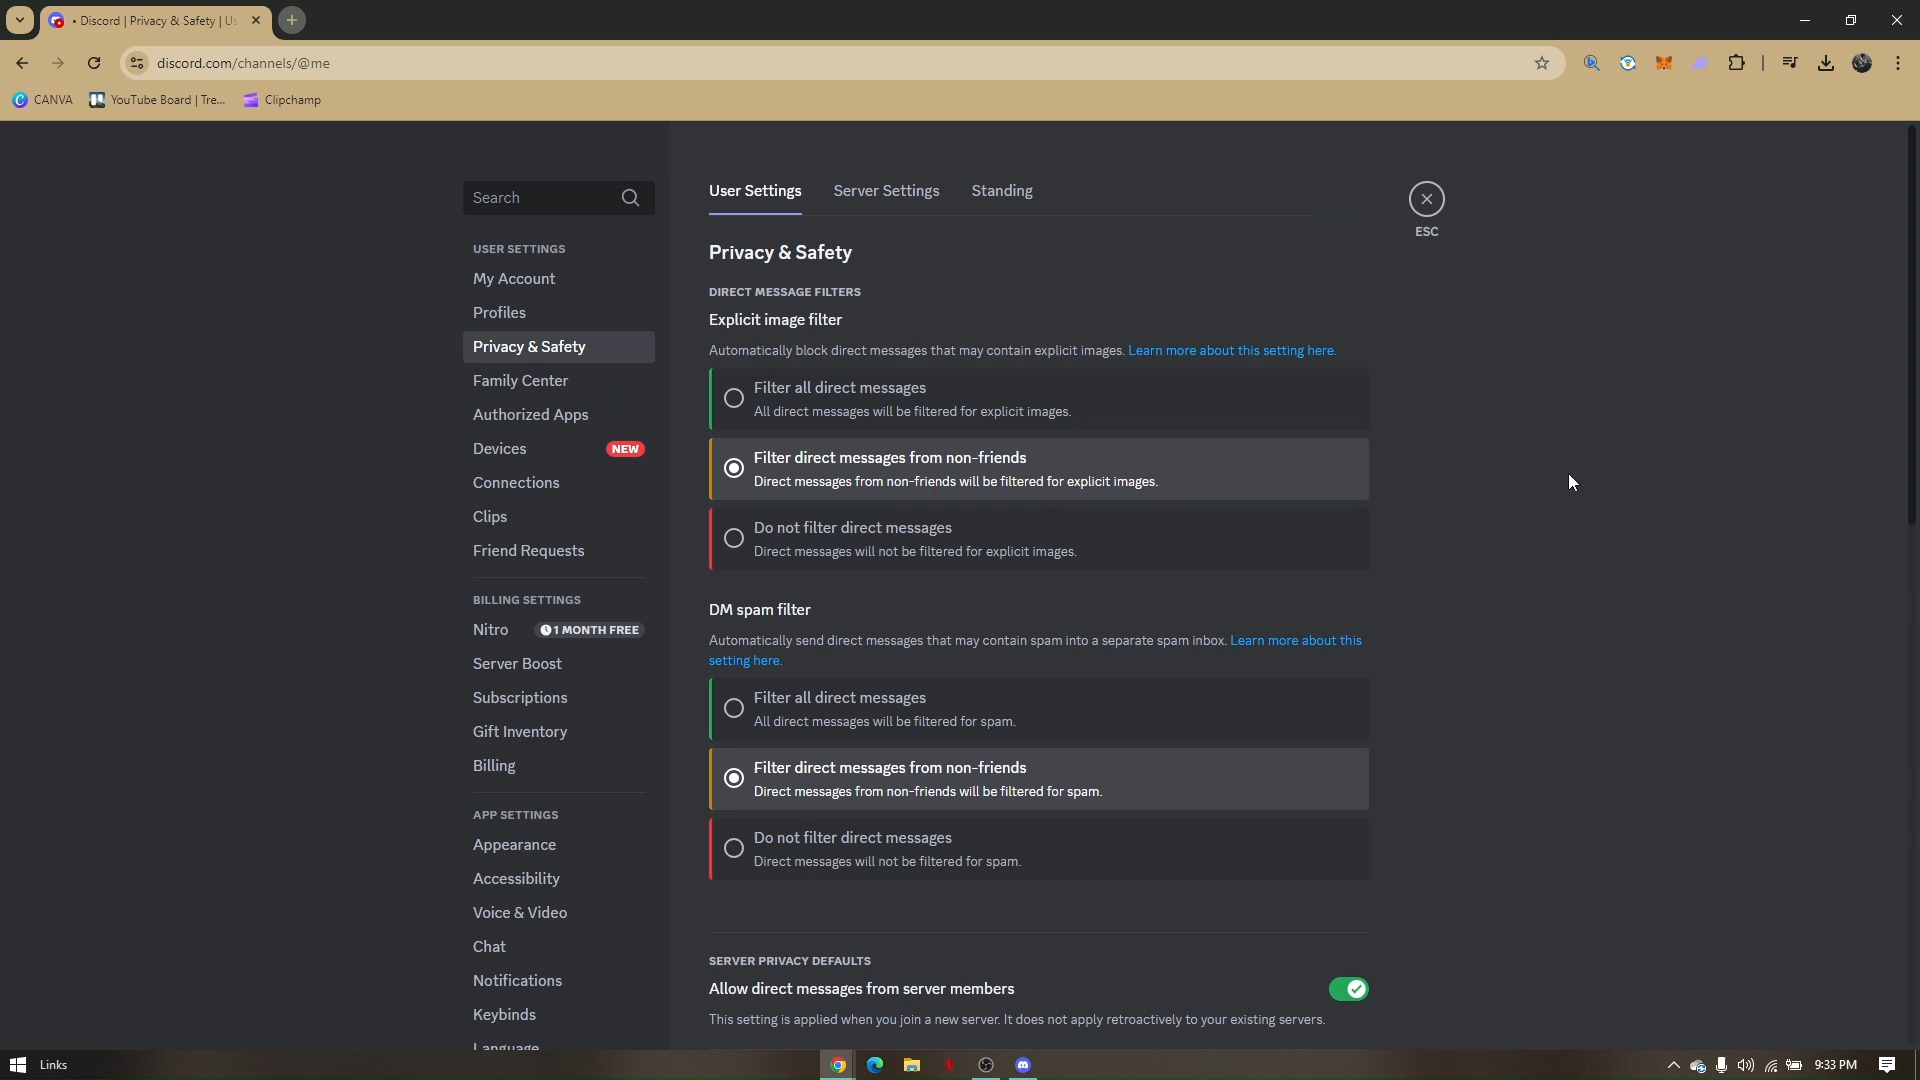 • Discord | Privacy & Safety | Us
discord.com/channels/@me
CANVA
YouTube Board | Tre...
Clipchamp
Search
USER SETTINGS
My Account
Profiles
Privacy & Safety
Family Center
Authorized Apps
Devices NEW
Connections
Clips
Friend Requests
BILLING SETTINGS
Nitro 1 MONTH FREE
Server Boost
Subscriptions
Gift Inventory
Billing
APP SETTINGS
Appearance
Accessibility
Voice & Video
Chat
Notifications
Keybinds
Language
User Settings Server Settings Standing
ESC
Privacy & Safety
DIRECT MESSAGE FILTERS
Explicit image filter
Automatically block direct messages that may contain explicit images. Learn more about this setting here.
Filter all direct messages
All direct messages will be filtered for explicit images.
Filter direct messages from non-friends
Direct messages from non-friends will be filtered for explicit images.
Do not filter direct messages
Direct messages will not be filtered for explicit images.
DM spam filter
Automatically send direct messages that may contain spam into a separate spam inbox. Learn more about this
setting here.
Filter all direct messages
All direct messages will be filtered for spam.
Filter direct messages from non-friends
Direct messages from non-friends will be filtered for spam.
Do not filter direct messages
Direct messages will not be filtered for spam.
SERVER PRIVACY DEFAULTS
Allow direct messages from server members
This setting is applied when you join a new server. It does not apply retroactively to your existing servers.
Links
9:33 PM